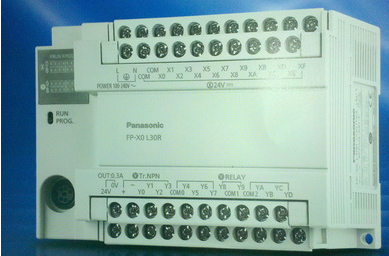 L N COM X1 X3 X5 X7 X9 XB XD XF
COM X0 X2 X4 X6 X8 XA XC XE
POWER 100-240V~ 24V
RUN
PROG.
Panasonic
FP-X0 L30R
OUT:0.3A Tr.NPN RELAY
0V – Y1 Y3 Y4 Y6 Y8 Y9 YA YC
24V + Y0 Y2 COM0 Y5 Y7 COM1 COM2 YB YD